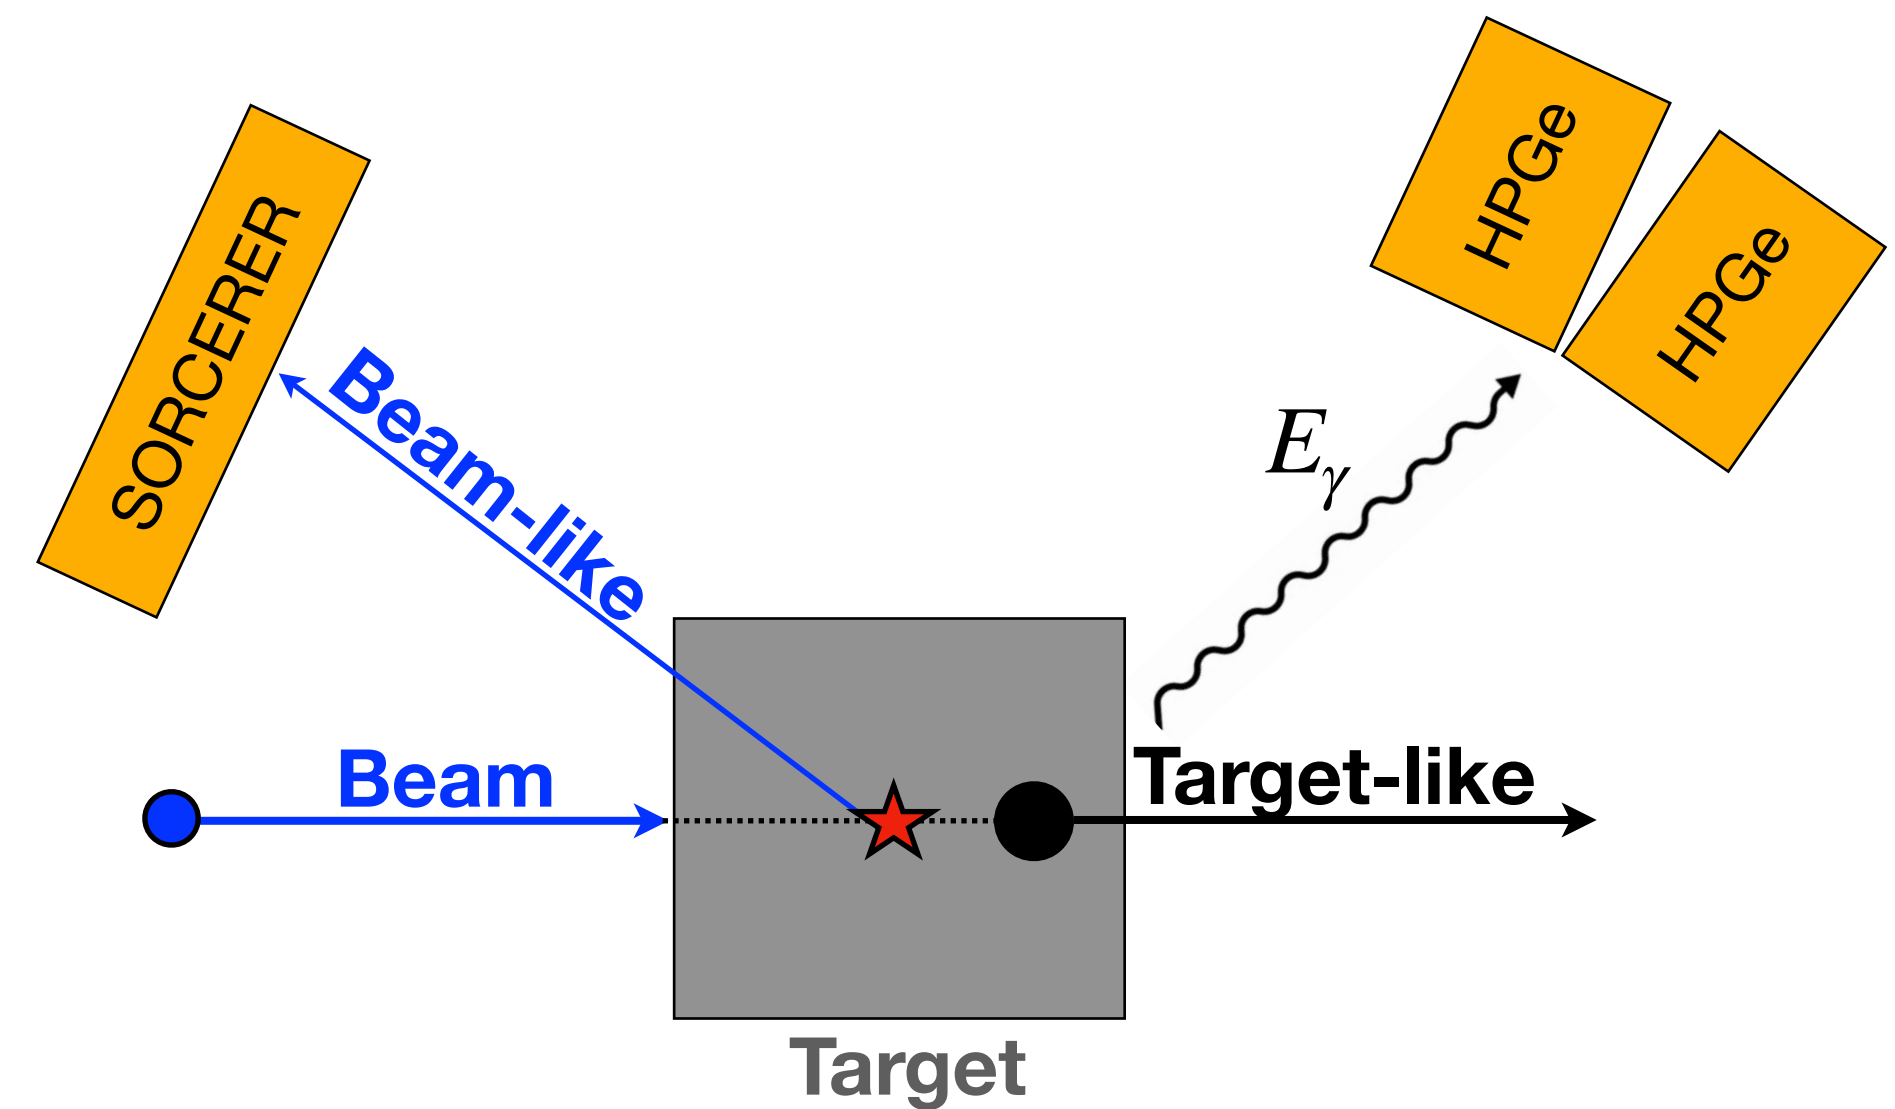 SORCERER
HPGe
HPGe
Beam-like
Eγ
Beam
Target-like
Target